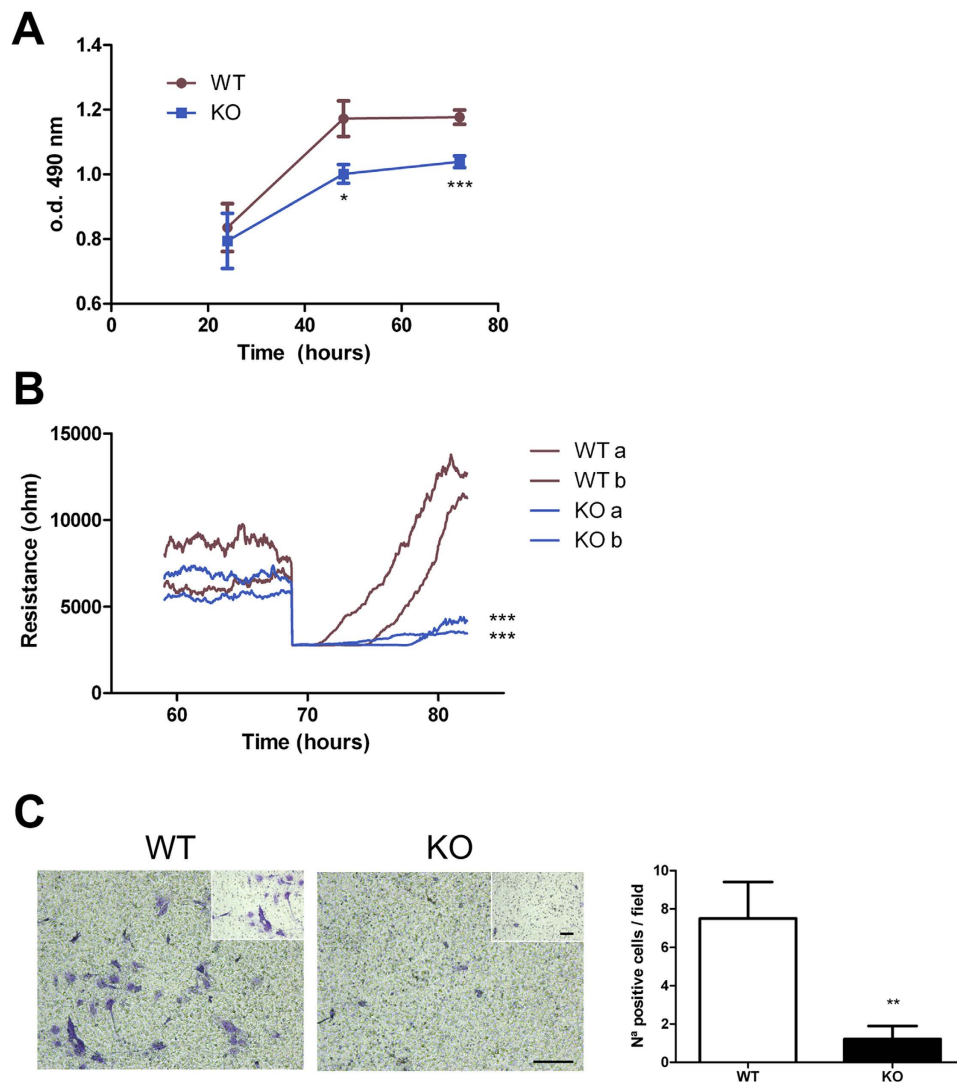 A
1.4
1.2
1.0
0.8
0.6
o.d. 490 nm
WT
KO
*
***
0 20 40 60 80
Time (hours)
B
15000
10000
5000
0
Resistance (ohm)
WT a
WT b
KO a
KO b
***
***
60 70 80
Time (hours)
C
WT KO
10
8
6
4
2
0
Nª positive cells / field
**
WT KO